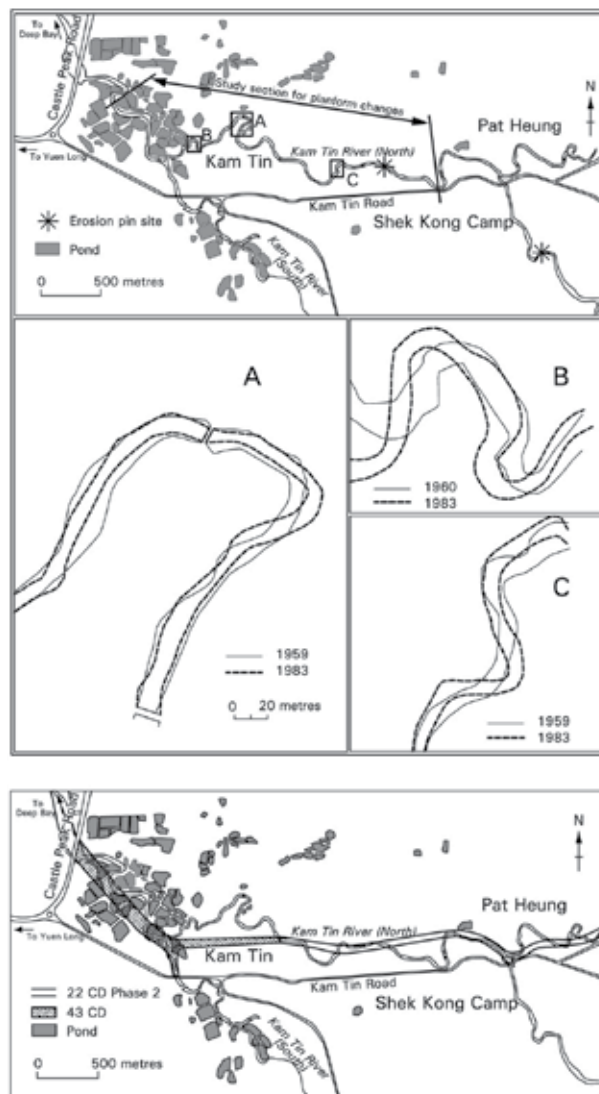 To
Deep Bay
Castle Peak Road
To Yuen Long
Study section for planform changes
N
A
B
C
Kam Tin
Kam Tin River (North)
Pat Heung
Kam Tin Road
Shek Kong Camp
Kam Tin River
(South)
Erosion pin site
Pond
0 500 metres
A
1959
1983
0 20 metres
B
1960
1983
C
1959
1983
To
Deep Bay
Castle Peak Road
To Yuen Long
N
Kam Tin River (North)
Pat Heung
Kam Tin
Kam Tin Road
Shek Kong Camp
Kam Tin River
(South)
22 CD Phase 2
43 CD
Pond
0 500 metres